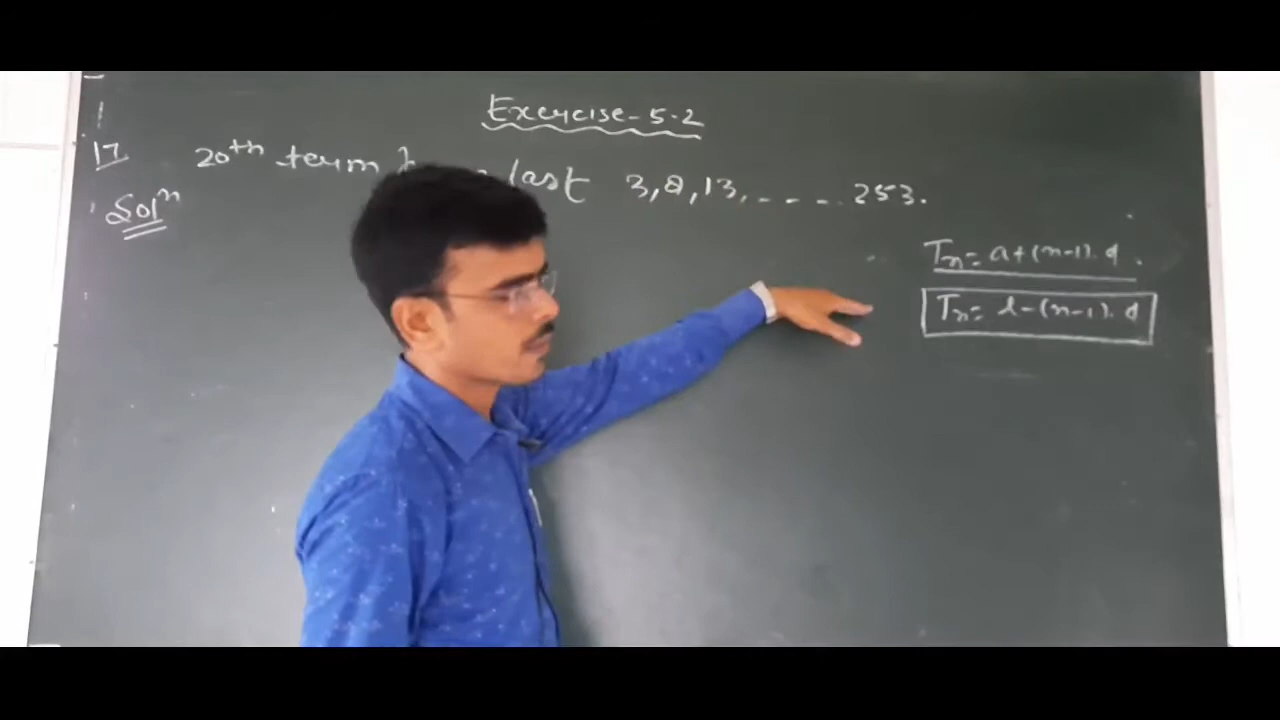 Exercise-5.2
17 20th term last 3, 8, 13, .... 253.
Solⁿ
Tn = a + (n-1).d.
Tn = l - (n-1).d